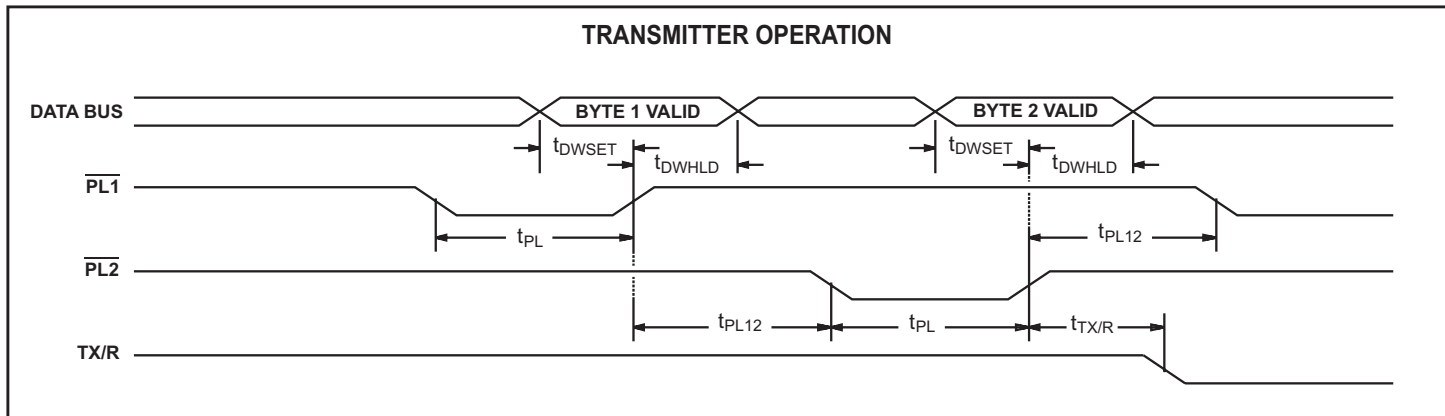 TRANSMITTER OPERATION
DATA BUS
BYTE 1 VALID
BYTE 2 VALID
tDWSET
tDWHLD
tDWSET
tDWHLD
PL1
tPL
tPL12
PL2
tPL12
tPL
tTX/R
TX/R